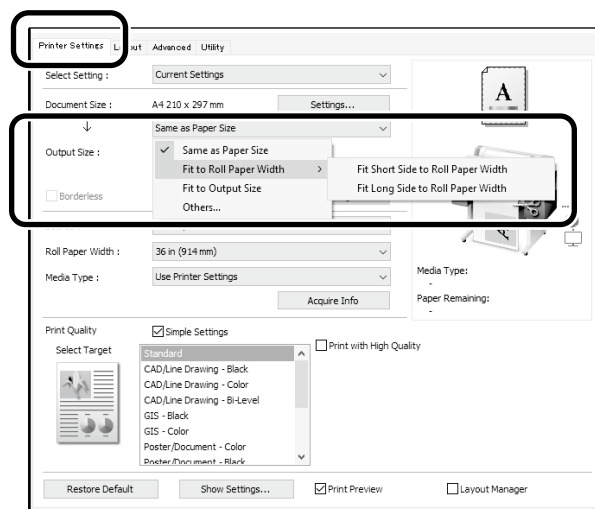 Printer Settings Layout Advanced Utility
Select Setting : Current Settings
Document Size : A4 210 x 297 mm Settings...
↓ Same as Paper Size
Output Size : ✓ Same as Paper Size
Fit to Roll Paper Width > Fit Short Side to Roll Paper Width
Fit to Output Size Fit Long Side to Roll Paper Width
Borderless Others...
A
Roll Paper Width : 36 in (914 mm)
Media Type : Use Printer Settings
Acquire Info
Media Type:
-
Paper Remaining:
-
Print Quality Simple Settings
Select Target Standard Print with High Quality
CAD/Line Drawing - Black
CAD/Line Drawing - Color
CAD/Line Drawing - Bi-Level
GIS - Black
GIS - Color
Poster/Document - Color
Poster/Document - Black
Restore Default Show Settings... Print Preview Layout Manager